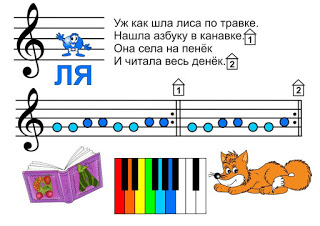 Уж как шла лиса по травке.
Нашла азбуку в канавке. 1
Она села на пенёк
И читала весь денёк. 2
ЛЯ
1 2